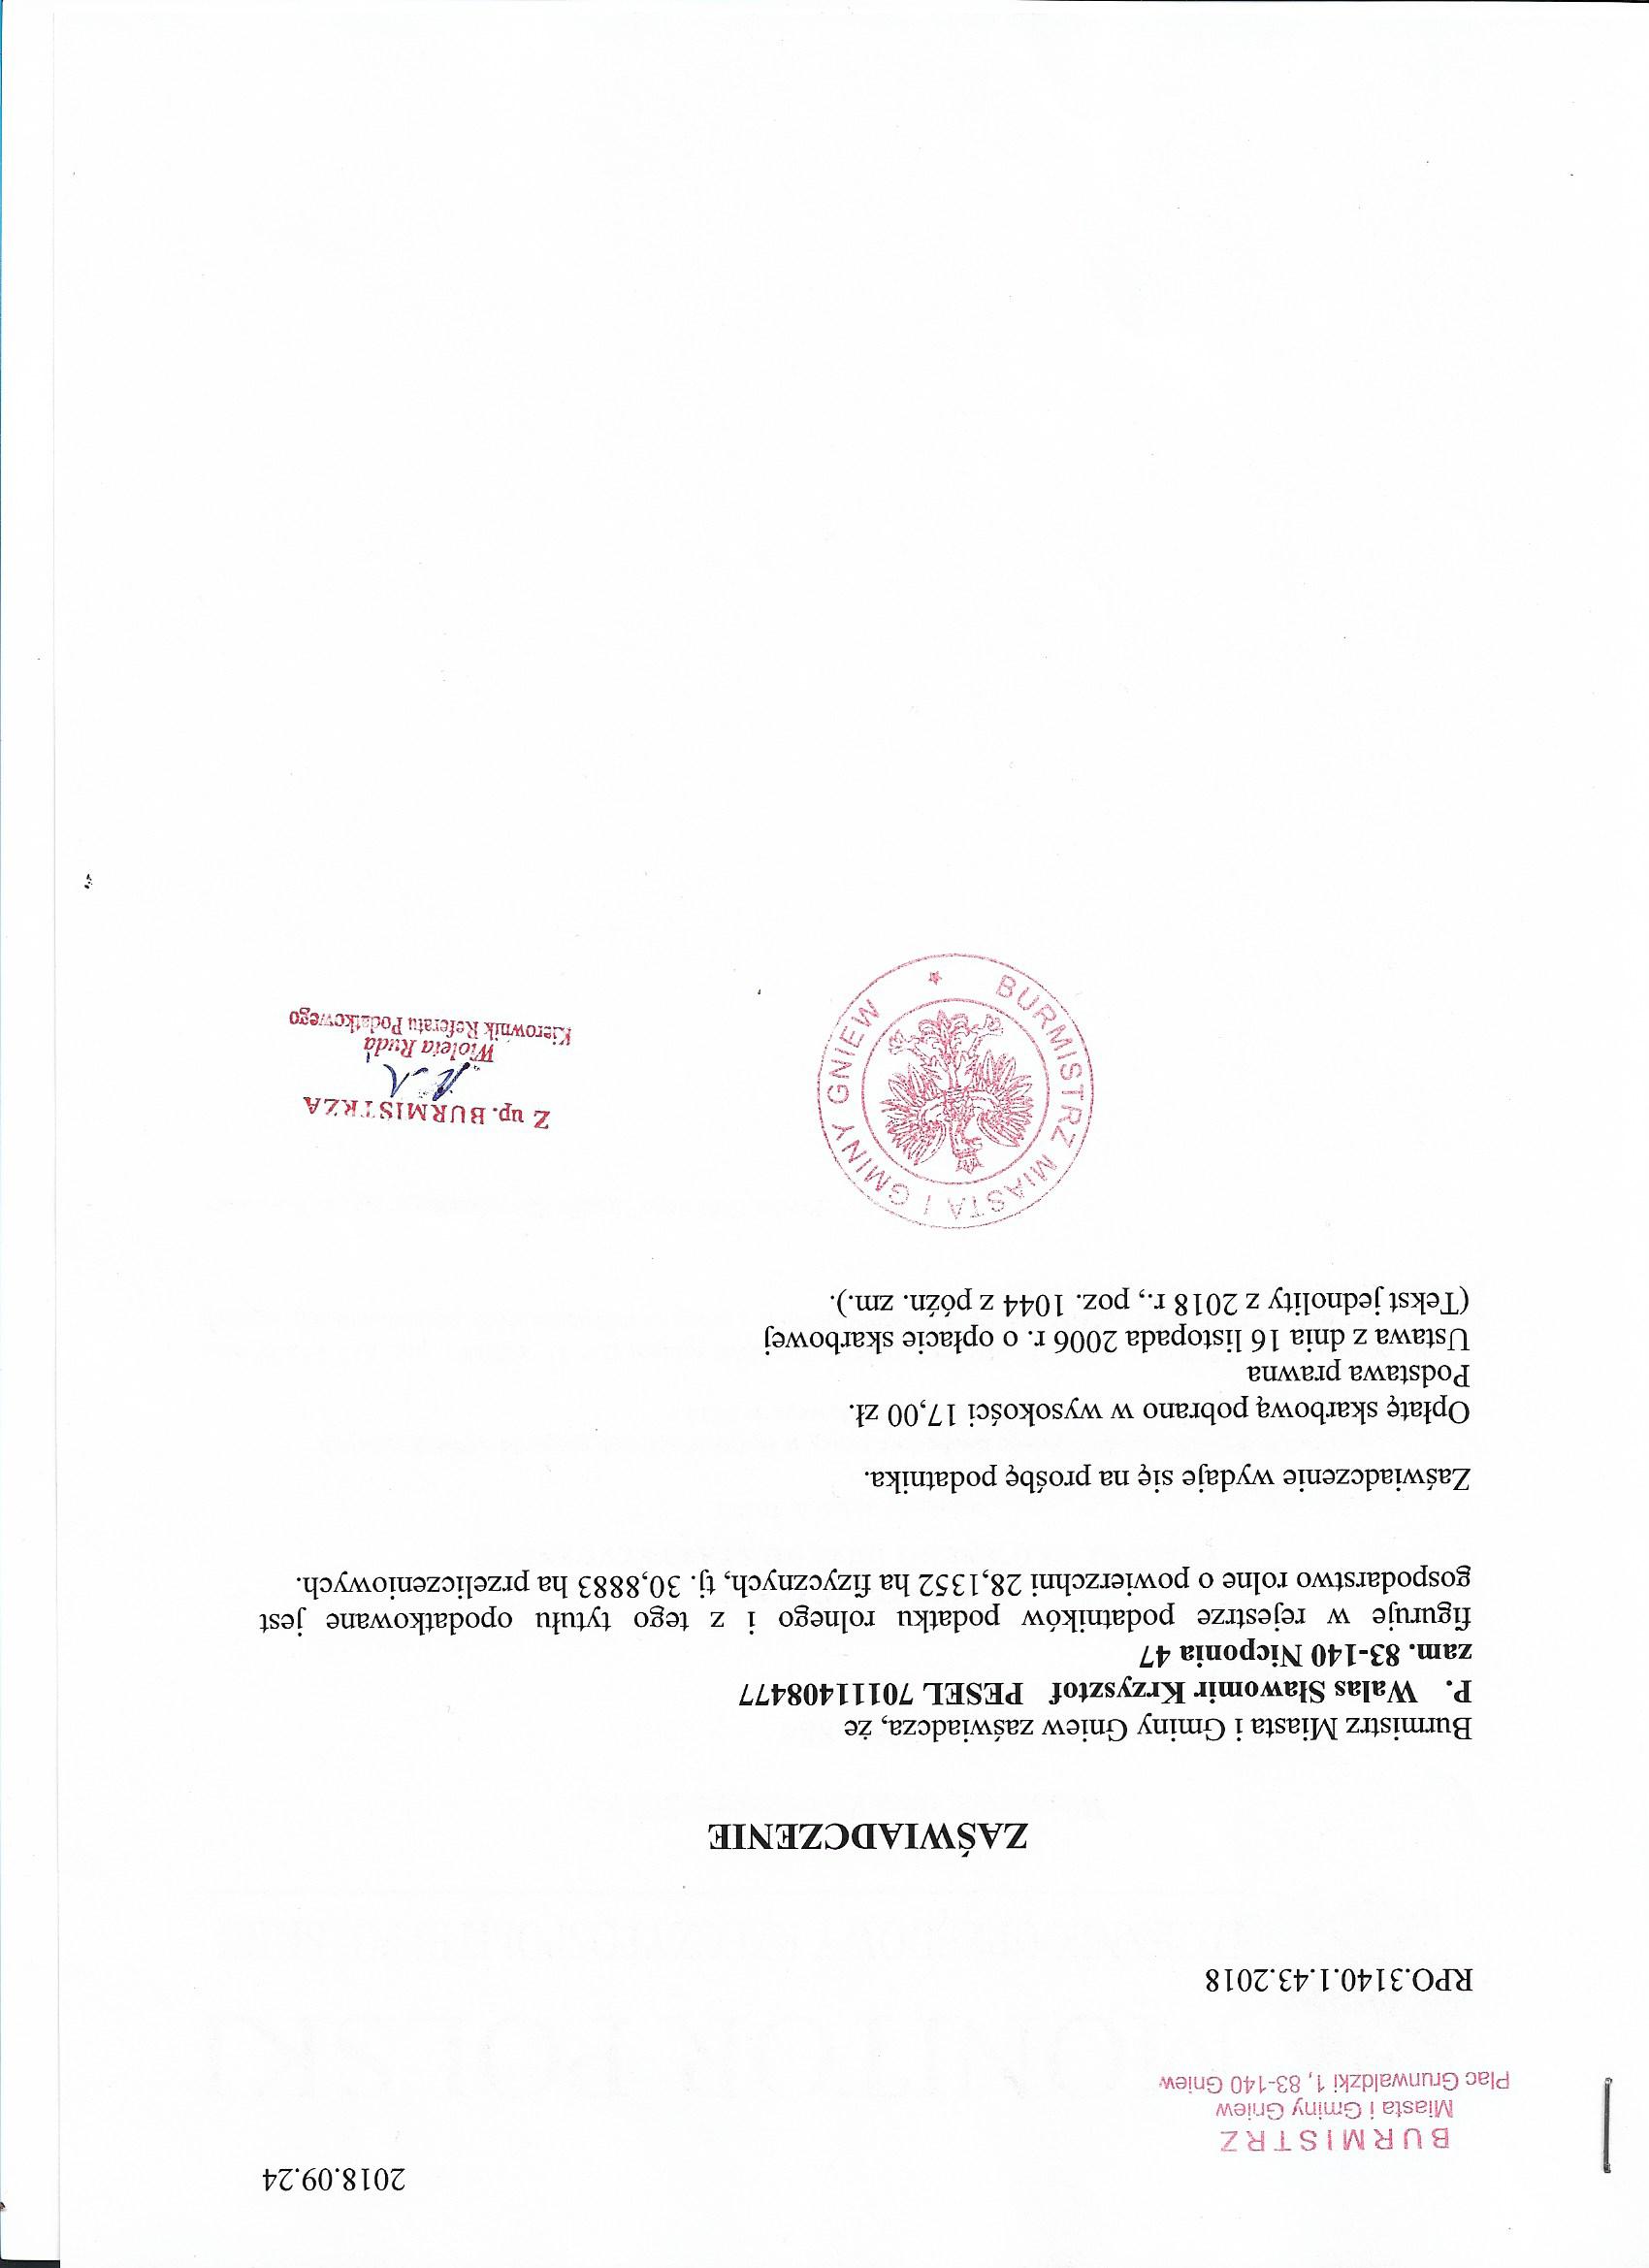 2018.09.24
BURMISTRZ
Miasta i Gminy Gniew
Plac Grunwaldzki 1, 83-140 Gniew
RPO.3140.1.43.2018
ZAŚWIADCZENIE
Burmistrz Miasta i Gminy Gniew zaświadcza, że
P. Walas Sławomir Krzysztof PESEL 70111408477
zam. 83-140 Nicponia 47
figuruje w rejestrze podatników podatku rolnego i z tego tytułu opodatkowane jest
gospodarstwo rolne o powierzchni 28,1352 ha fizycznych, tj. 30,8883 ha przeliczeniowych.
Zaświadczenie wydaje się na prośbę podatnika.
Opłatę skarbową pobrano w wysokości 17,00 zł.
Podstawa prawna
Ustawa z dnia 16 listopada 2006 r. o opłacie skarbowej
(Tekst jednolity z 2018 r., poz. 1044 z późn. zm.).
BURMISTRZ MIASTA I GMINY GNIEW
Z up. BURMISTRZA
Wioleta Ruda
Kierownik Referatu Podatkowego